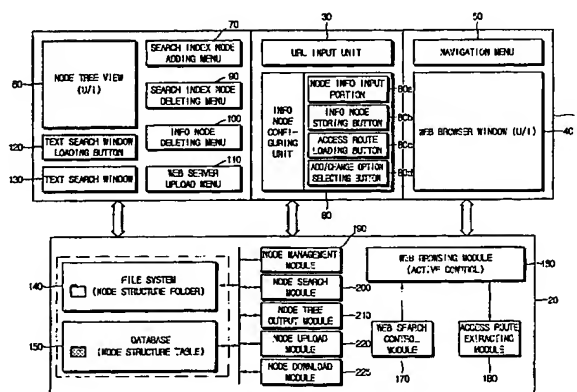 70
30
50
SEARCH INDEX NODE
ADDING MENU
URL INPUT UNIT
NAVIGATION MENU
60
NODE TREE VIEW
(U/I)
90
SEARCH INDEX NODE
DELETING MENU
100
INFO NODE
DELETING MENU
120
TEXT SEARCH WINDOW
LOADING BUTTON
110
130
TEXT SEARCH WINDOW
WEB SERVER
UPLOAD MENU
INFO
NODE
CONFI-
GURING
UNIT
NODE INFO INPUT
PORTION
80a
INFO NODE
STORING BUTTON
80b
ACCESS ROUTE
LOADING BUTTON
80c
ADD/CHANGE OPTION
SELECTING BUTTON
80d
80
WEB BROWSER WINDOW (U/I)
40
190
140
FILE SYSTEM
(NODE STRUCTURE FOLDER)
150
DATABASE
(NODE STRUCTURE TABLE)
NODE MANAGEMENT
MODULE
NODE SEARCH
MODULE
200
NODE TREE
OUTPUT MODULE
210
NODE UPLOAD
MODULE
220
NODE DOWNLOAD
MODULE
225
WEB BROWSING MODULE
(ACTIVE CONTROL)
160
20
WEB SEARCH
CONTROL
MODULE
170
ACCESS ROUTE
EXTRACTING MODULE
180